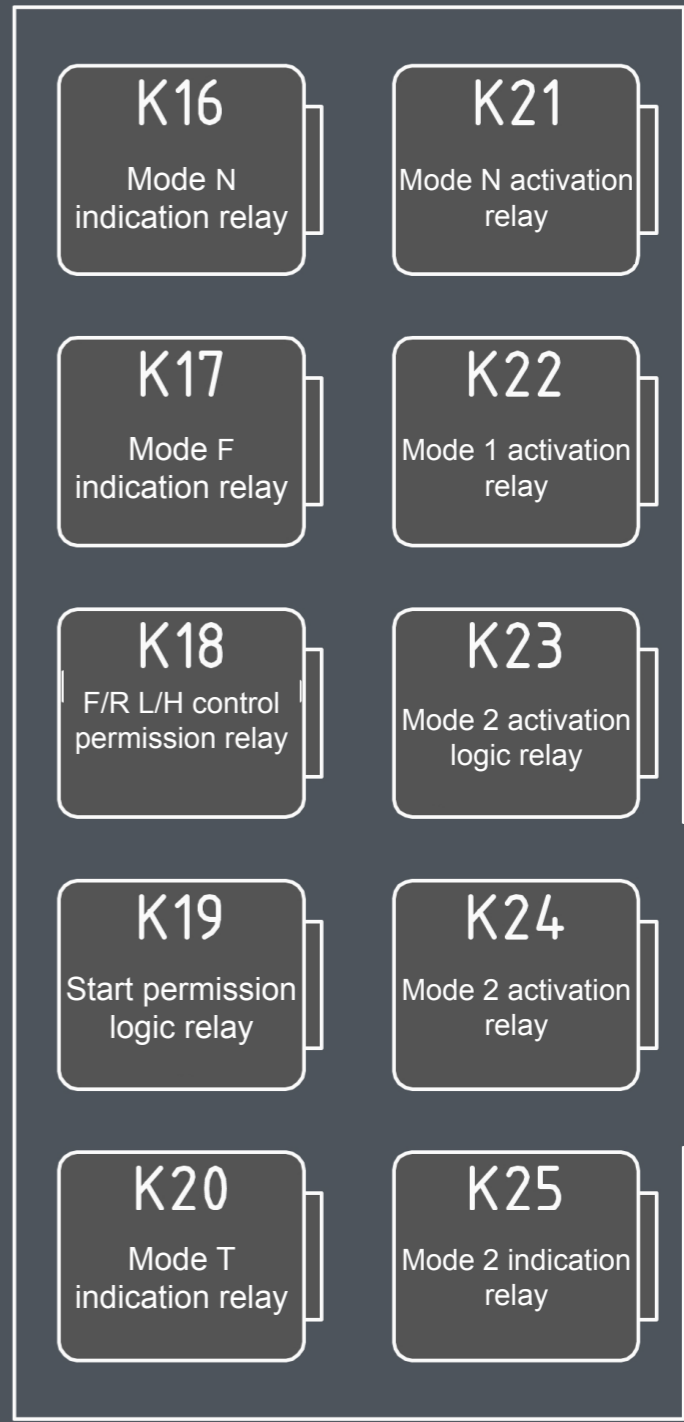 K16
Mode N
indication relay
K21
Mode N activation
relay
K17
Mode F
indication relay
K22
Mode 1 activation
relay
K18
F/R L/H control
permission relay
K23
Mode 2 activation
logic relay
K19
Start permission
logic relay
K24
Mode 2 activation
relay
K20
Mode T
indication relay
K25
Mode 2 indication
relay